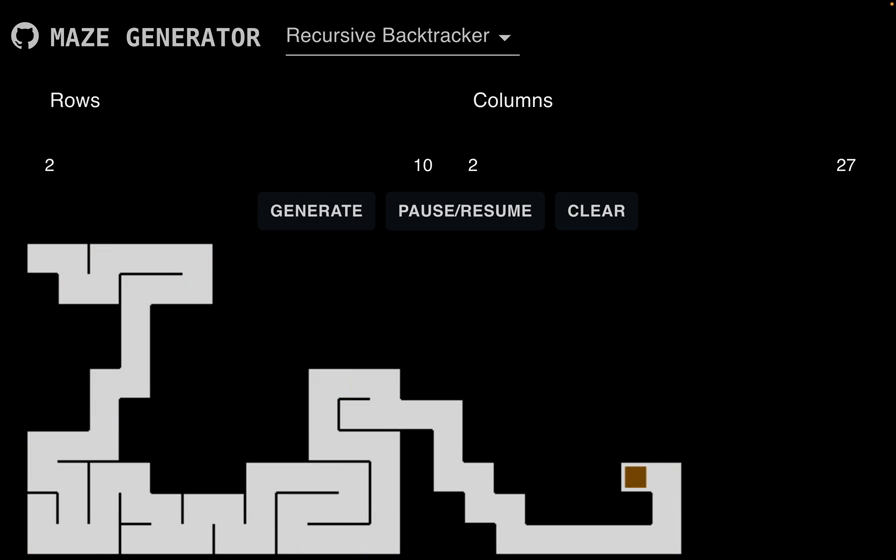 MAZE GENERATOR
Recursive Backtracker
Rows
Columns
2
10
2
27
GENERATE
PAUSE/RESUME
CLEAR